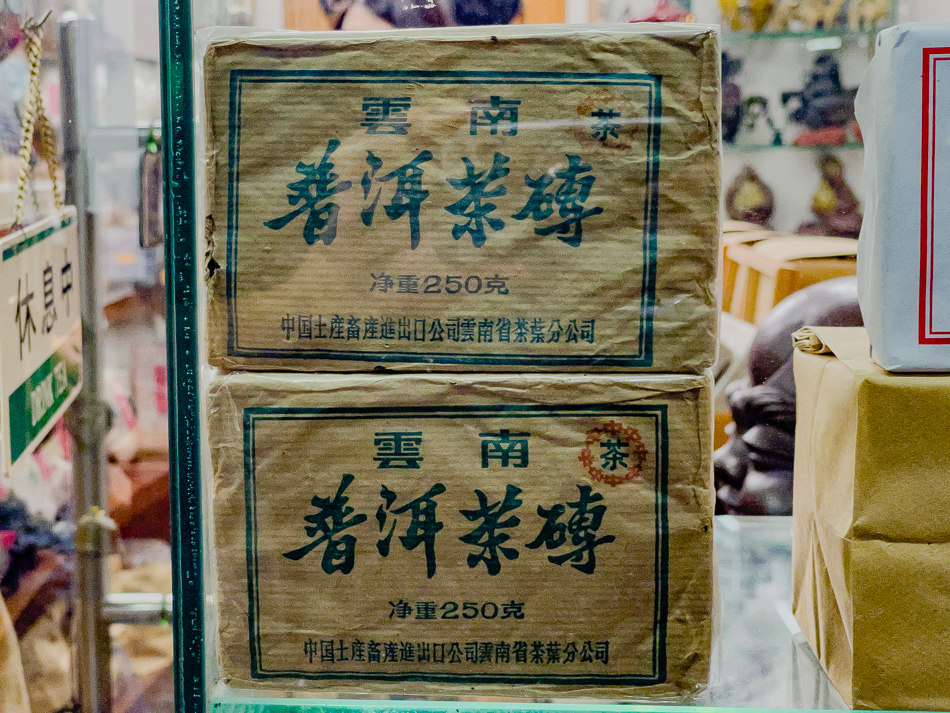 雲南
茶
普洱茶磚
净重250克
中国土産畜産進出口公司雲南省茶葉分公司
雲南
茶
普洱茶磚
净重250克
中国土産畜産進出口公司雲南省茶葉分公司
休息中